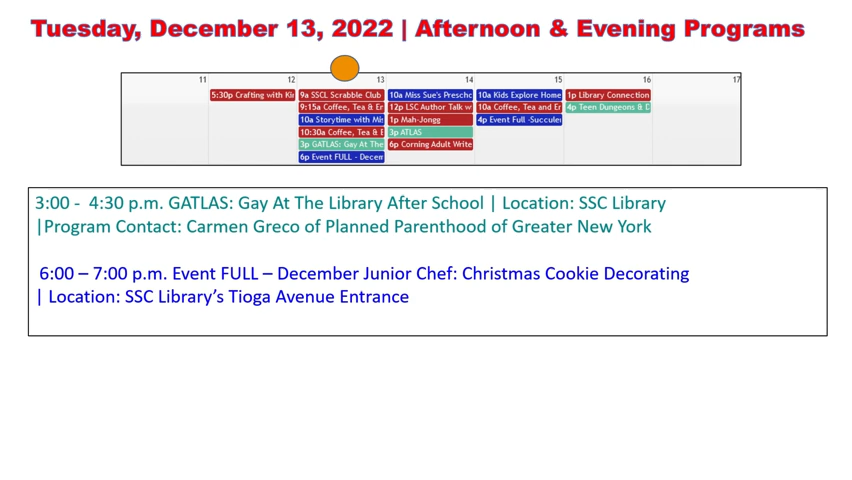 Tuesday, December 13, 2022 | Afternoon & Evening Programs
11 12 13 14 15 16 17
5:30p Crafting with Kir 9a SSCL Scrabble Club 10a Miss Sue's Prescho 10a Kids Explore Home 1p Library Connection
9:15a Coffee, Tea & Er 12p LSC Author Talk w 10a Coffee, Tea and Er 4p Teen Dungeons & D
10a Storytime with Mis 1p Mah-Jongg 4p Event Full -Succule
10:30a Coffee, Tea & E 3p ATLAS
3p GATLAS: Gay At The 6p Corning Adult Write
6p Event FULL - Decem
3:00 - 4:30 p.m. GATLAS: Gay At The Library After School | Location: SSC Library
|Program Contact: Carmen Greco of Planned Parenthood of Greater New York
6:00 – 7:00 p.m. Event FULL – December Junior Chef: Christmas Cookie Decorating
| Location: SSC Library’s Tioga Avenue Entrance